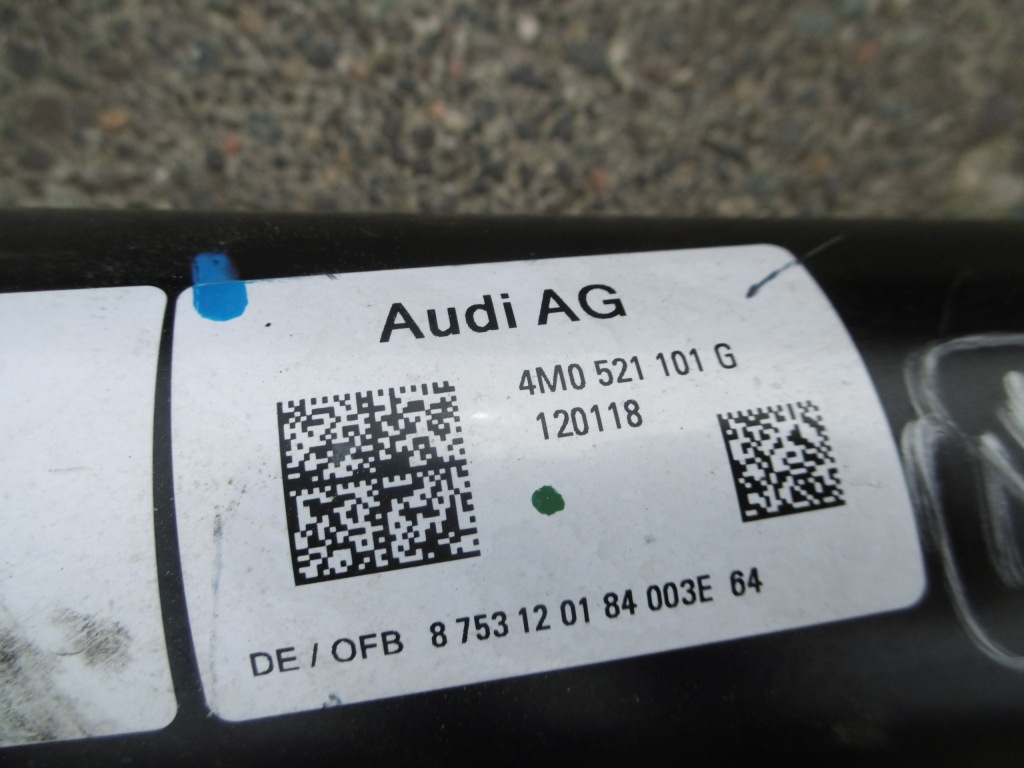 Audi AG
4M0 521 101 G
120118
DE / OFB 8 753 12 01 84 003E 64